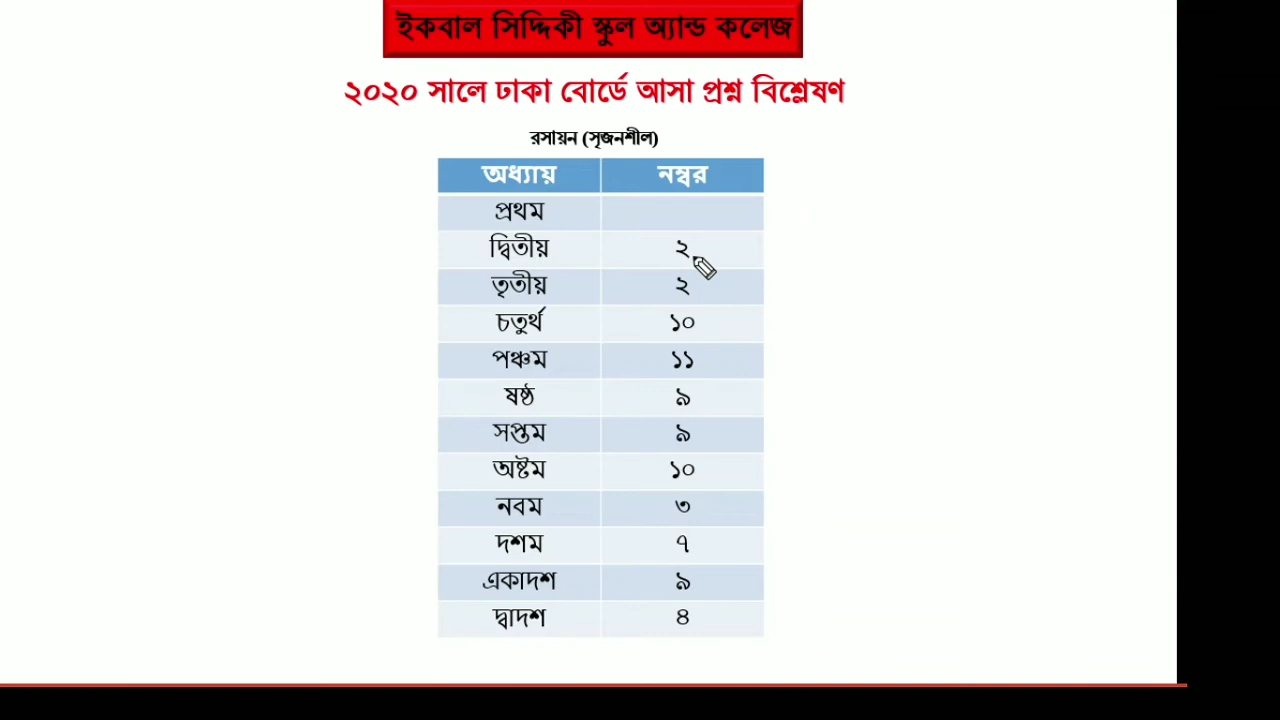 ইকবাল সিদ্দিকী স্কুল অ্যান্ড কলেজ
২০২০ সালে ঢাকা বোর্ডে আসা প্রশ্ন বিশ্লেষণ
রসায়ন (সৃজনশীল)
অধ্যায় নম্বর
প্রথম
দ্বিতীয় ২
তৃতীয় ২
চতুর্থ ১০
পঞ্চম ১১
ষষ্ঠ ৯
সপ্তম ৯
অষ্টম ১০
নবম ৩
দশম ৭
একাদশ ৯
দ্বাদশ ৪